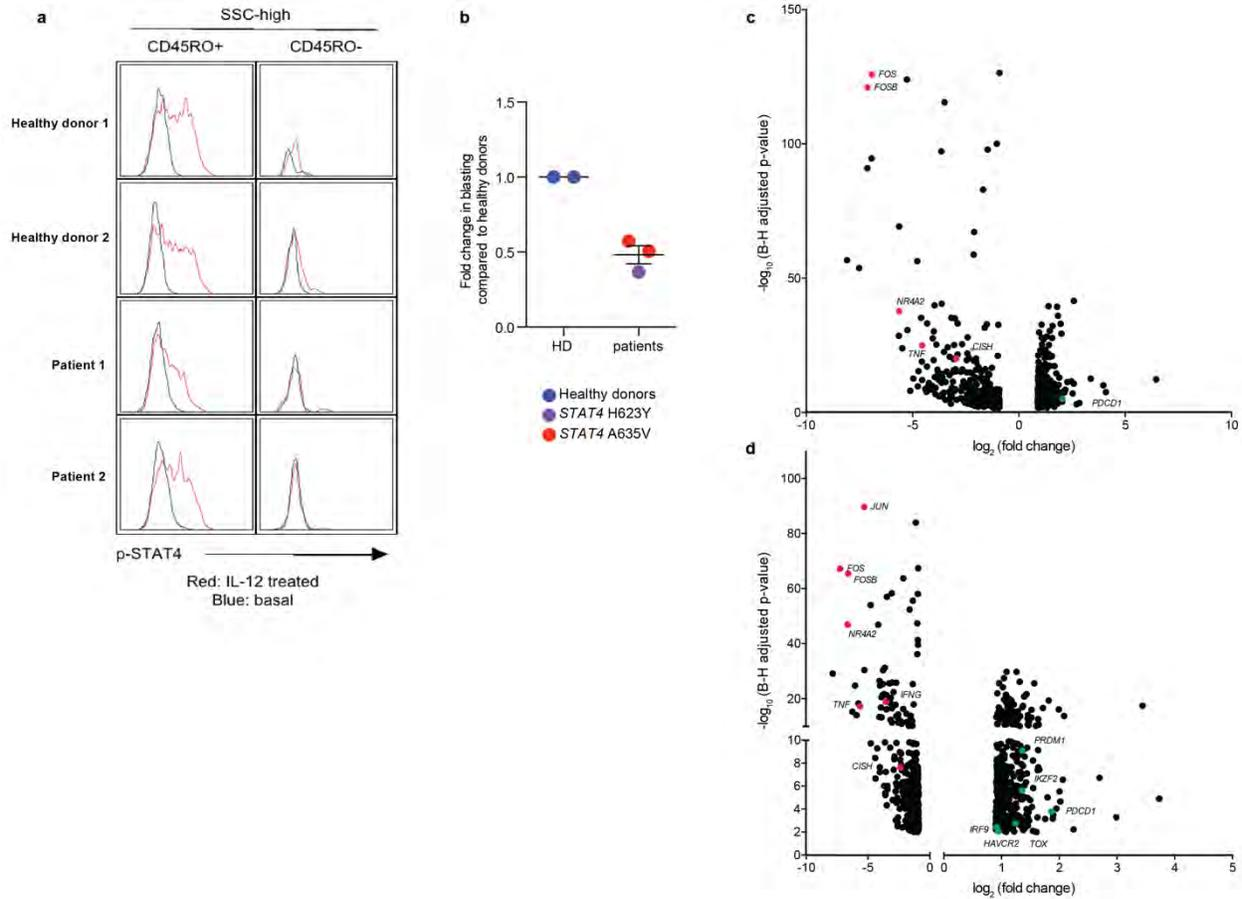 a
SSC-high
CD45RO+ CD45RO-
Healthy donor 1
Healthy donor 2
Patient 1
Patient 2
p-STAT4
Red: IL-12 treated
Blue: basal
b
Fold change in blasting
compared to healthy donors
1.5
1.0
0.5
0.0
HD patients
Healthy donors
STAT4 H623Y
STAT4 A635V
c
-log10 (B-H adjusted p-value)
150
100
50
0
FOS
FOSB
NR4A2
TNF
CISH
PDCD1
-10 -5 0 5 10
log2 (fold change)
d
-log10 (B-H adjusted p-value)
100
80
60
40
20
10
8
6
4
2
0
JUN
FOS
FOSB
NR4A2
IFNG
TNF
CISH
PRDM1
IKZF2
PDCD1
IRF9
HAVCR2 TOX
-10 -5 0 0 1 2 3 4 5
log2 (fold change)